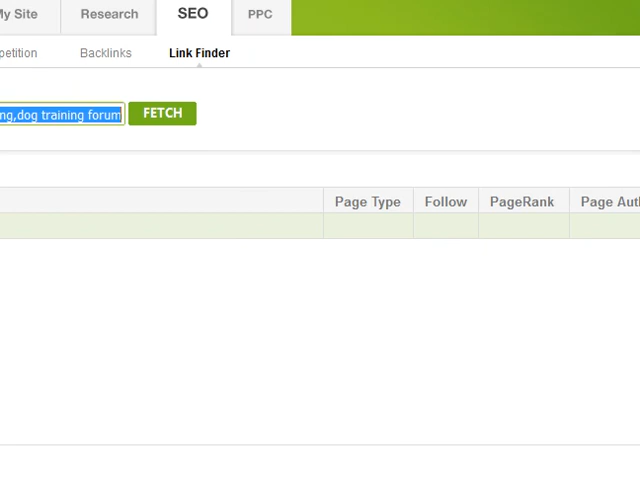 My Site Research SEO PPC
petition Backlinks Link Finder
ng,dog training forum FETCH
Page Type Follow PageRank Page Aut